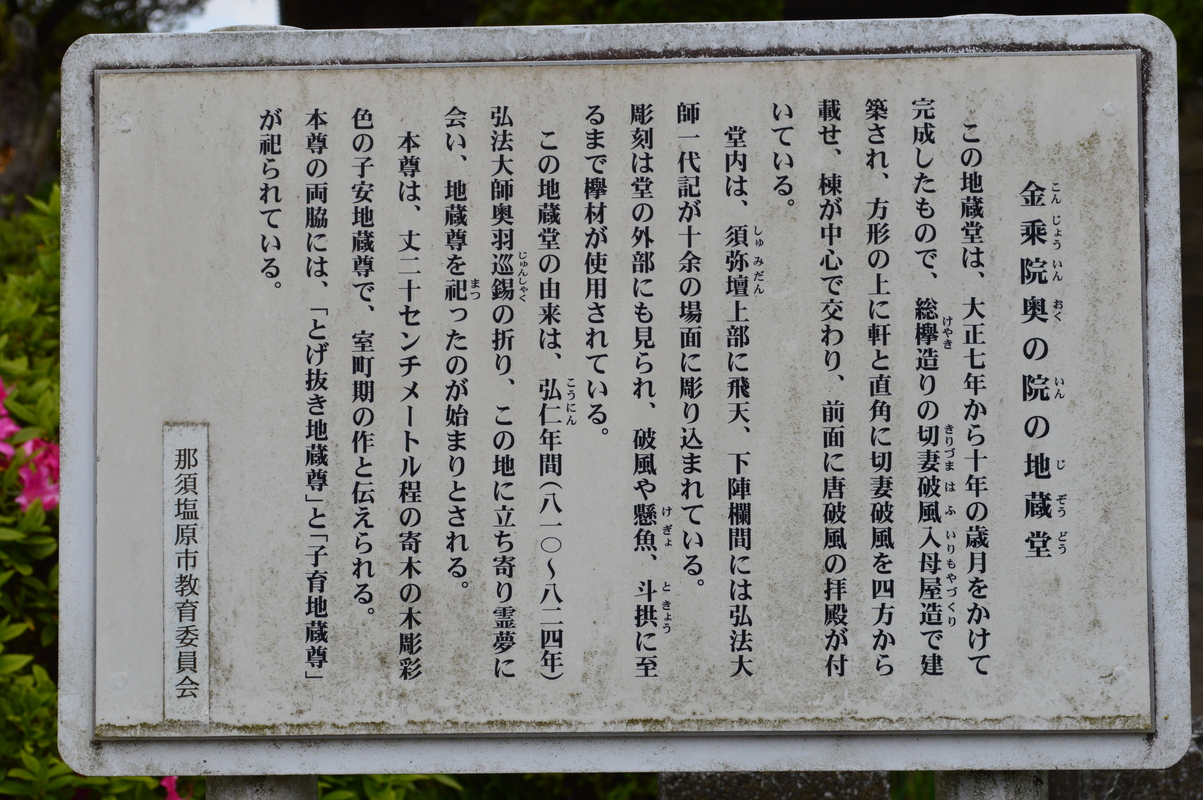 金乗院奥の院の地蔵堂
この地蔵堂は、大正七年から十年の歳月をかけて
完成したもので、総欅造りの切妻破風入母屋造で建
築され、方形の上に軒と直角に切妻破風を四方から
載せ、棟が中心で交わり、前面に唐破風の拝殿が付
いている。
堂内は、須弥壇上部に飛天、下陣欄間には弘法大
師一代記が十余の場面に彫り込まれている。
彫刻は堂の外部にも見られ、破風や懸魚、斗拱に至
るまで欅材が使用されている。
この地蔵堂の由来は、弘仁年間(八一〇〜八二四年)
弘法大師奥羽巡錫の折り、この地に立ち寄り霊夢に
会い、地蔵尊を祀ったのが始まりとされる。
本尊は、丈二十センチメートル程の寄木の木彫彩
色の子安地蔵尊で、室町期の作と伝えられる。
本尊の両脇には、「とげ抜き地蔵尊」と「子育地蔵尊」
が祀られている。
那須塩原市教育委員会